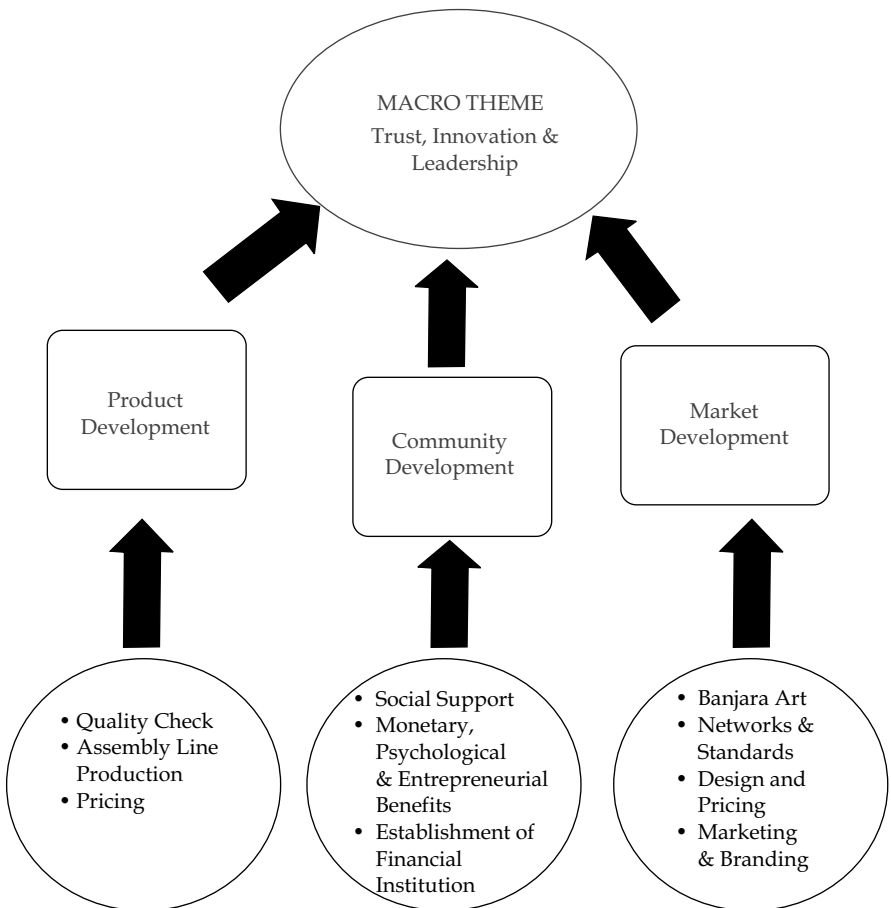 MACRO THEME
Trust, Innovation &
Leadership
Product
Development
Community
Development
Market
Development
• Quality Check
• Assembly Line
Production
• Pricing
• Social Support
• Monetary,
Psychological
& Entrepreneurial
Benefits
• Establishment of
Financial
Institution
• Banjara Art
• Networks &
Standards
• Design and
Pricing
• Marketing
& Branding